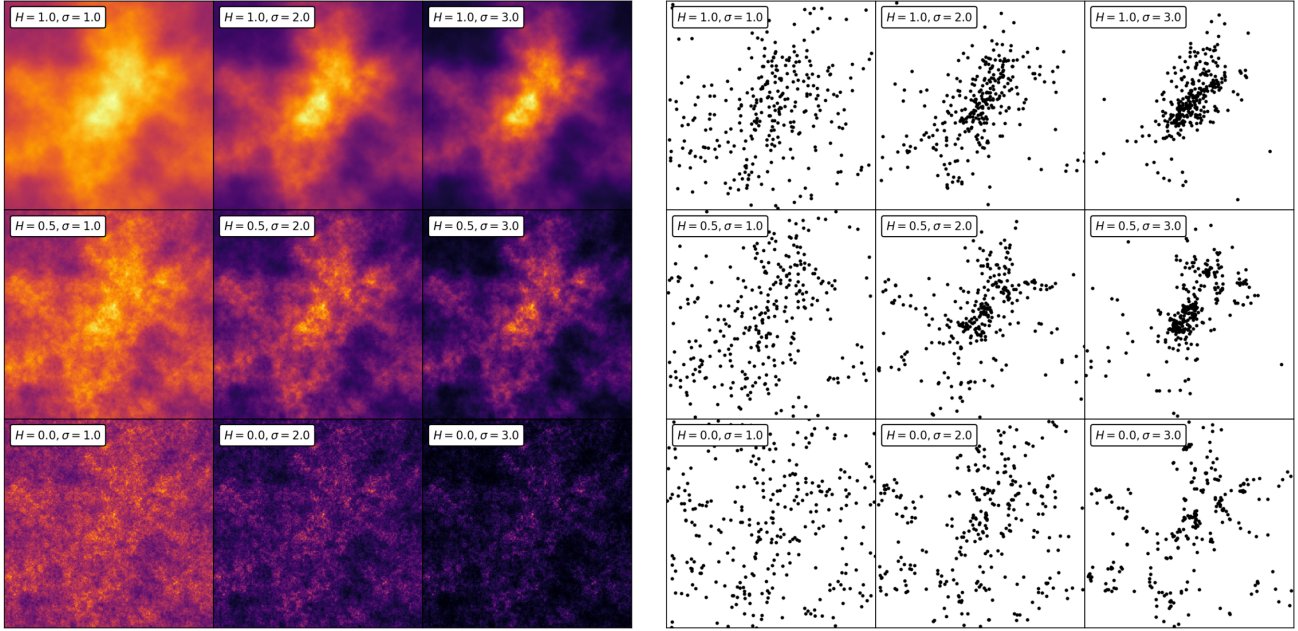 H = 1.0, σ = 1.0
H = 1.0, σ = 2.0
H = 1.0, σ = 3.0
H = 1.0, σ = 1.0
H = 1.0, σ = 2.0
H = 1.0, σ = 3.0
H = 0.5, σ = 1.0
H = 0.5, σ = 2.0
H = 0.5, σ = 3.0
H = 0.5, σ = 1.0
H = 0.5, σ = 2.0
H = 0.5, σ = 3.0
H = 0.0, σ = 1.0
H = 0.0, σ = 2.0
H = 0.0, σ = 3.0
H = 0.0, σ = 1.0
H = 0.0, σ = 2.0
H = 0.0, σ = 3.0